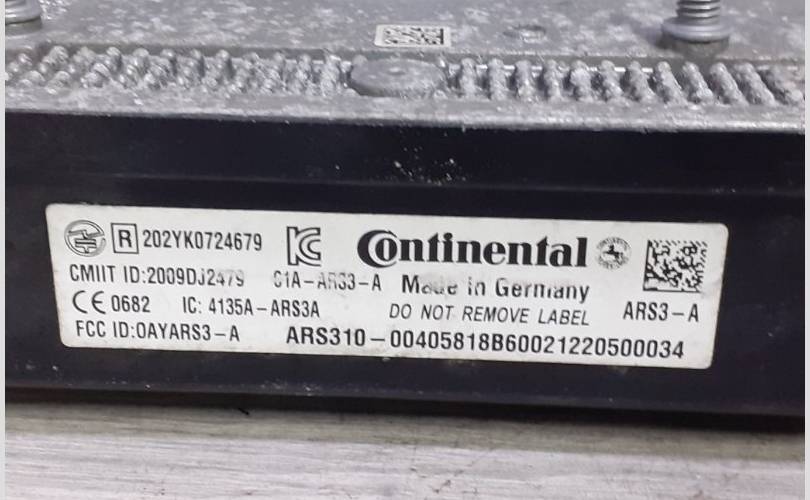 R 202YK0724679 Continental
CMIIT ID:2009DJ2479 C1A-ARS3-A Made in Germany
CE 0682 IC: 4135A-ARS3A DO NOT REMOVE LABEL ARS3-A
FCC ID:OAYARS3-A ARS310-00405818B60021220500034